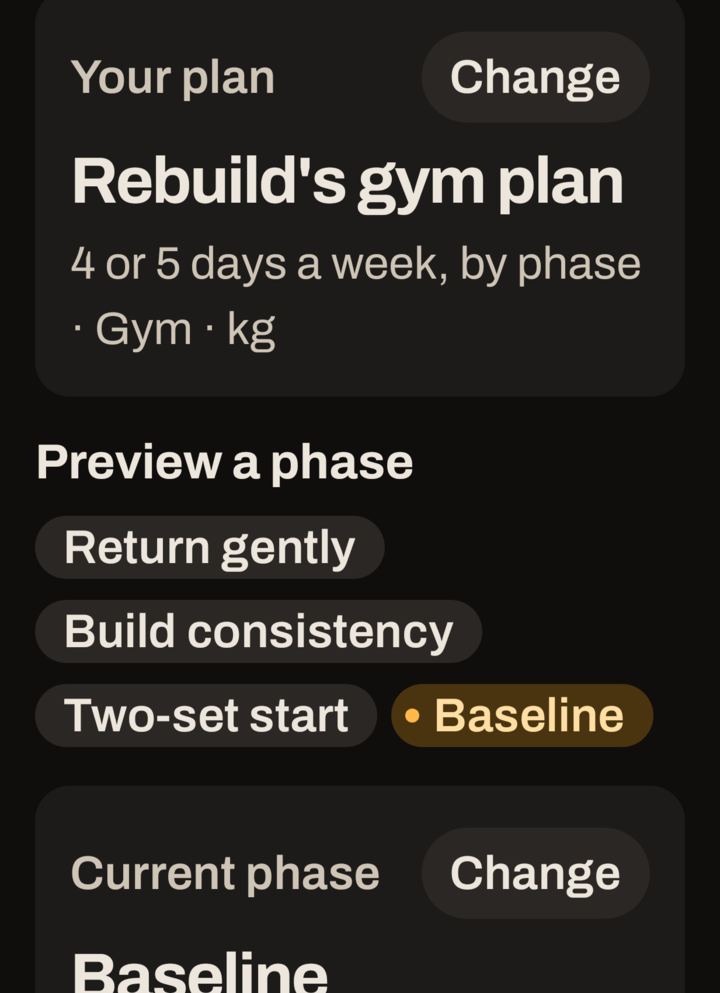 Your plan
Change
Rebuild's gym plan
4 or 5 days a week, by phase
· Gym · kg
Preview a phase
Return gently
Build consistency
Two-set start
• Baseline
Current phase
Change
Baseline